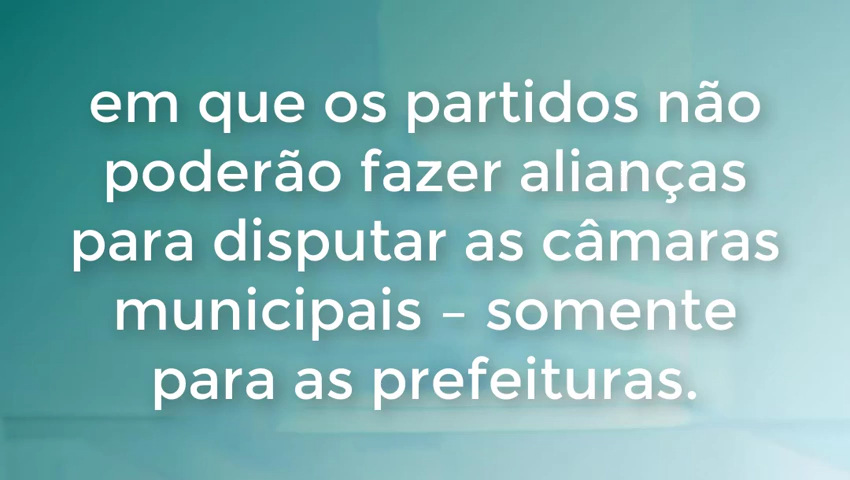 em que os partidos não
poderão fazer alianças
para disputar as câmaras
municipais – somente
para as prefeituras.